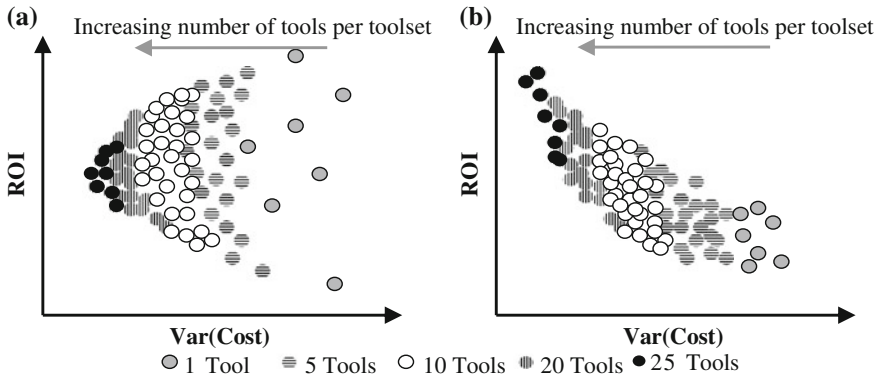 (a)
Increasing number of tools per toolset
ROI
Var(Cost)
(b)
Increasing number of tools per toolset
ROI
Var(Cost)
1 Tool 5 Tools 10 Tools 20 Tools 25 Tools